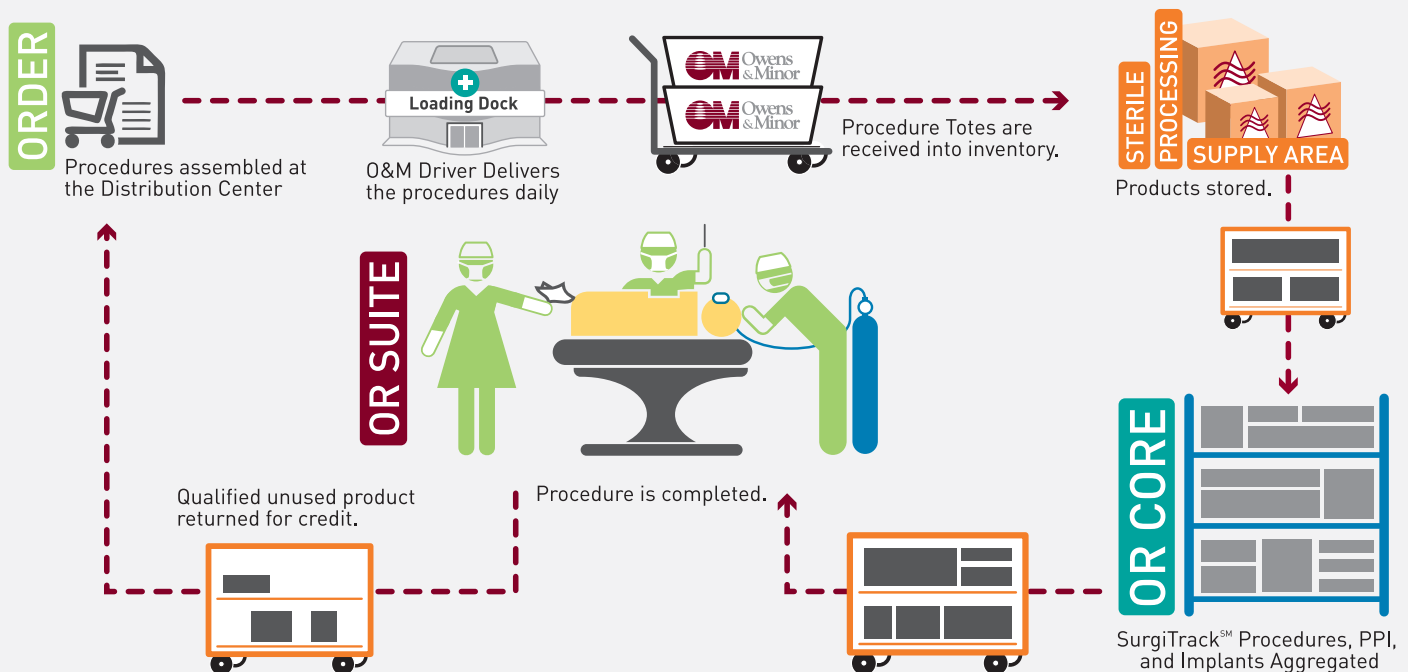 ORDER
Procedures assembled at
the Distribution Center
Loading Dock
O&M Driver Delivers
the procedures daily
OM Owens
&Minor
OM Owens
&Minor
Procedure Totes are
received into inventory.
STERILE
PROCESSING
SUPPLY AREA
Products stored.
OR SUITE
Procedure is completed.
Qualified unused product
returned for credit.
OR CORE
SurgiTrack℠ Procedures, PPI,
and Implants Aggregated